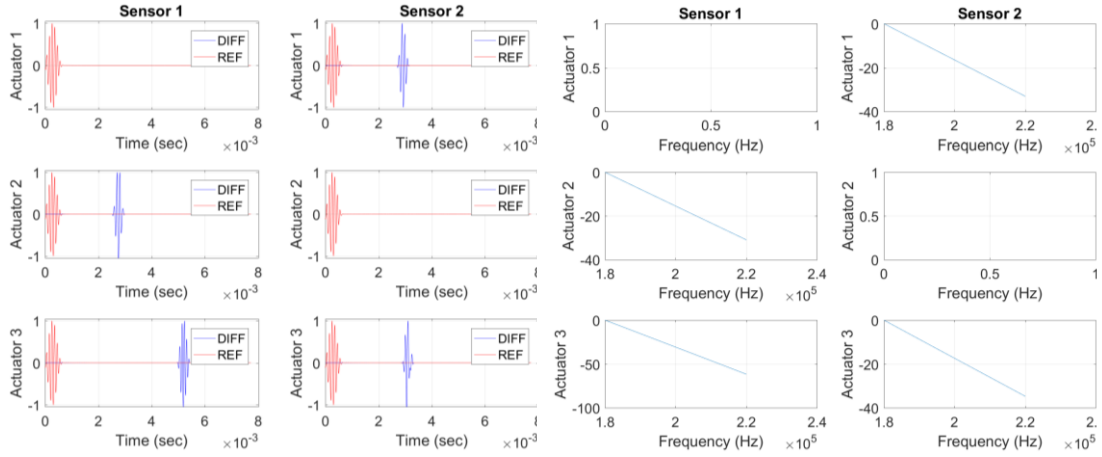 Sensor 1 Sensor 2 Sensor 1 Sensor 2
Actuator 1
1
0
-1
DIFF
REF
0 2 4 6 8
Time (sec) ×10⁻³
Actuator 1
1
0
-1
DIFF
REF
0 2 4 6 8
Time (sec) ×10⁻³
Actuator 1
1
0.5
0
0 0.5 1
Frequency (Hz)
Actuator 1
0
-20
-40
1.8 2 2.2 2.
Frequency (Hz) ×10⁵
Actuator 2
1
0
-1
DIFF
REF
0 2 4 6 8
Time (sec) ×10⁻³
Actuator 2
1
0
-1
DIFF
REF
0 2 4 6 8
Time (sec) ×10⁻³
Actuator 2
0
-20
-40
1.8 2 2.2 2.4
Frequency (Hz) ×10⁵
Actuator 2
1
0.5
0
0 0.5 1
Frequency (Hz)
Actuator 3
1
0
-1
DIFF
REF
0 2 4 6 8
Time (sec) ×10⁻³
Actuator 3
1
0
-1
DIFF
REF
0 2 4 6 8
Time (sec) ×10⁻³
Actuator 3
0
-50
-100
1.8 2 2.2 2.4
Frequency (Hz) ×10⁵
Actuator 3
0
-20
-40
1.8 2 2.2 2.
Frequency (Hz) ×10⁵